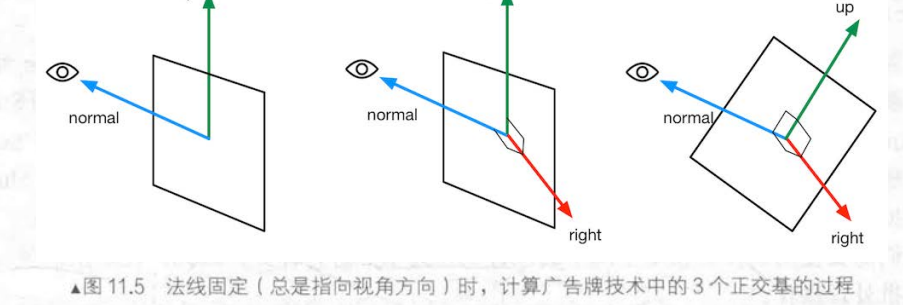 up
normal
normal
normal
right
right
▲图 11.5 法线固定（总是指向视角方向）时，计算广告牌技术中的 3 个正交基的过程